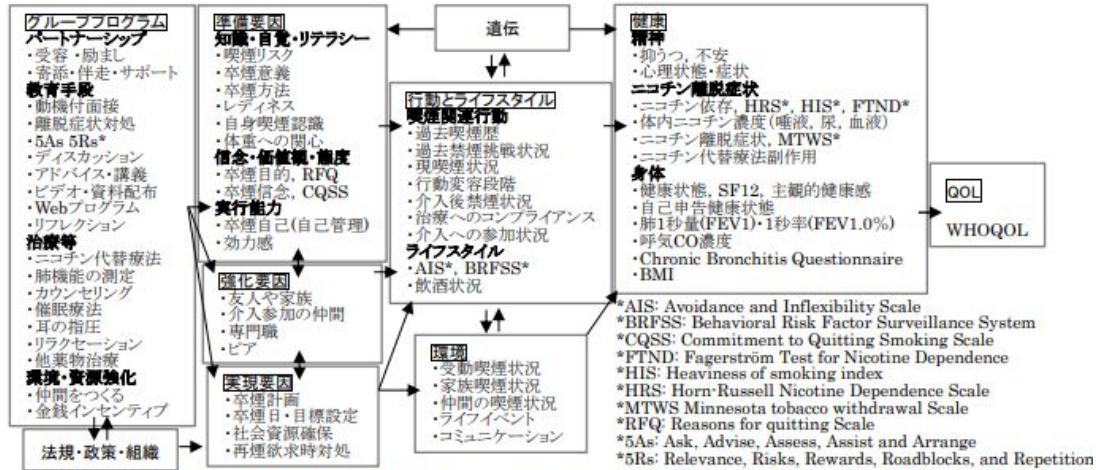 グループプログラム
パートナーシップ
・受容・励まし
・寄添・伴走・サポート
教育手段
・動機付面接
・離脱症状対処
・5As 5Rs*
・ディスカッション
・アドバイス・講義
・ビデオ・資料配布
・Webプログラム
・リフレクション
治療等
・ニコチン代替療法
・肺機能の測定
・カウンセリング
・催眠療法
・耳の指圧
・リラクセーション
・他薬物治療
環境・資源強化
・仲間をつくる
・金銭インセンティブ
法規・政策・組織
準備要因
知識・自覚・リテラシー
・喫煙リスク
・卒煙意義
・卒煙方法
・レディネス
・自身喫煙認識
・体重への関心
信念・価値観・態度
・卒煙目的, RFQ
・卒煙信念, CQSS
実行能力
・卒煙自己(自己管理)
・効力感
強化要因
・友人や家族
・介入参加の仲間
・専門職
・ピア
実現要因
・卒煙計画
・卒煙日・目標設定
・社会資源確保
・再煙欲求時対処
遺伝
行動とライフスタイル
喫煙関連行動
・過去喫煙歴
・過去禁煙挑戦状況
・現喫煙状況
・行動変容段階
・介入後禁煙状況
・治療へのコンプライアンス
・介入への参加状況
ライフスタイル
・AIS*, BRFSS*
・飲酒状況
環境
・受動喫煙状況
・家族喫煙状況
・仲間の喫煙状況
・ライフイベント
・コミュニケーション
健康
精神
・抑うつ, 不安
・心理状態・症状
ニコチン離脱症状
・ニコチン依存, HRS*, HIS*, FTND*
・体内ニコチン濃度(唾液, 尿, 血液)
・ニコチン離脱症状, MTWS*
・ニコチン代替療法副作用
身体
・健康状態, SF12, 主観的健康感
・自己申告健康状態
・肺1秒量(FEV1)・1秒率(FEV1.0%)
・呼気CO濃度
・Chronic Bronchitis Questionnaire
・BMI
QOL
WHOQOL
*AIS: Avoidance and Inflexibility Scale
*BRFSS: Behavioral Risk Factor Surveillance System
*CQSS: Commitment to Quitting Smoking Scale
*FTND: Fagerström Test for Nicotine Dependence
*HIS: Heaviness of smoking index
*HRS: Horn-Russell Nicotine Dependence Scale
*MTWS Minnesota tobacco withdrawal Scale
*RFQ: Reasons for quitting Scale
*5As: Ask, Advise, Assess, Assist and Arrange
*5Rs: Relevance, Risks, Rewards, Roadblocks, and Repetition